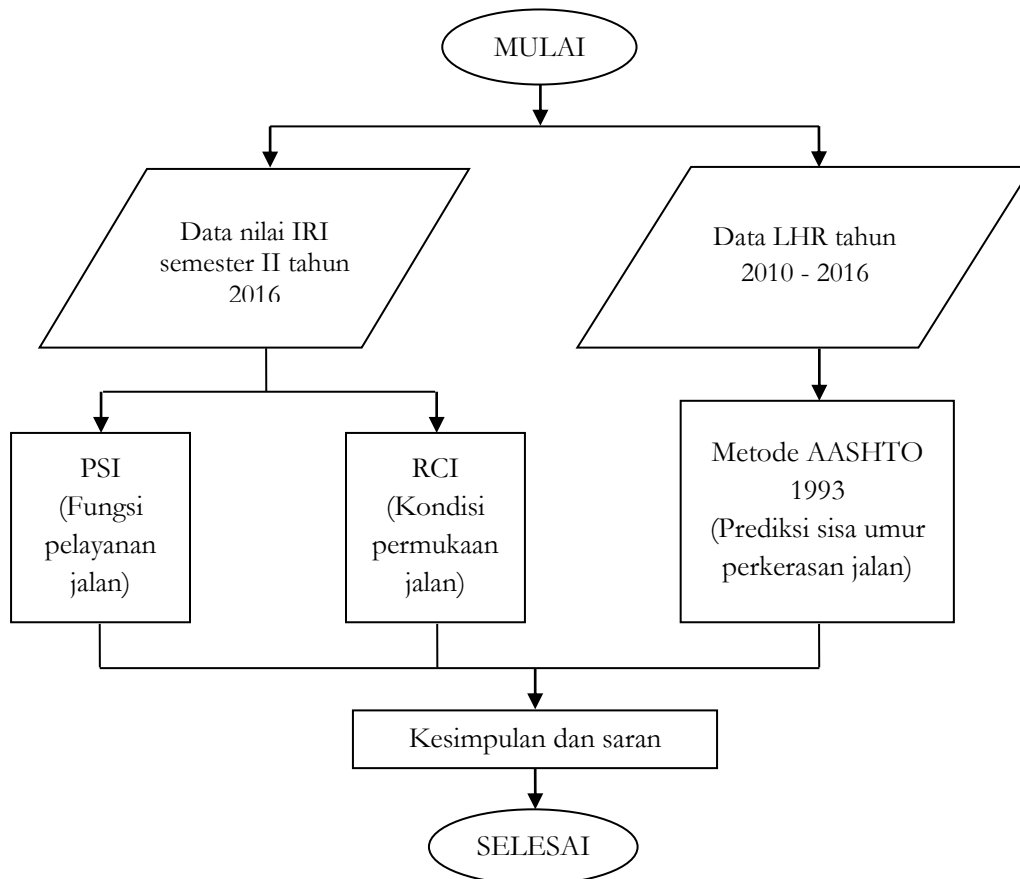 MULAI
Data nilai IRI
semester II tahun
2016
Data LHR tahun
2010 - 2016
PSI
(Fungsi
pelayanan
jalan)
RCI
(Kondisi
permukaan
jalan)
Metode AASHTO
1993
(Prediksi sisa umur
perkerasan jalan)
Kesimpulan dan saran
SELESAI